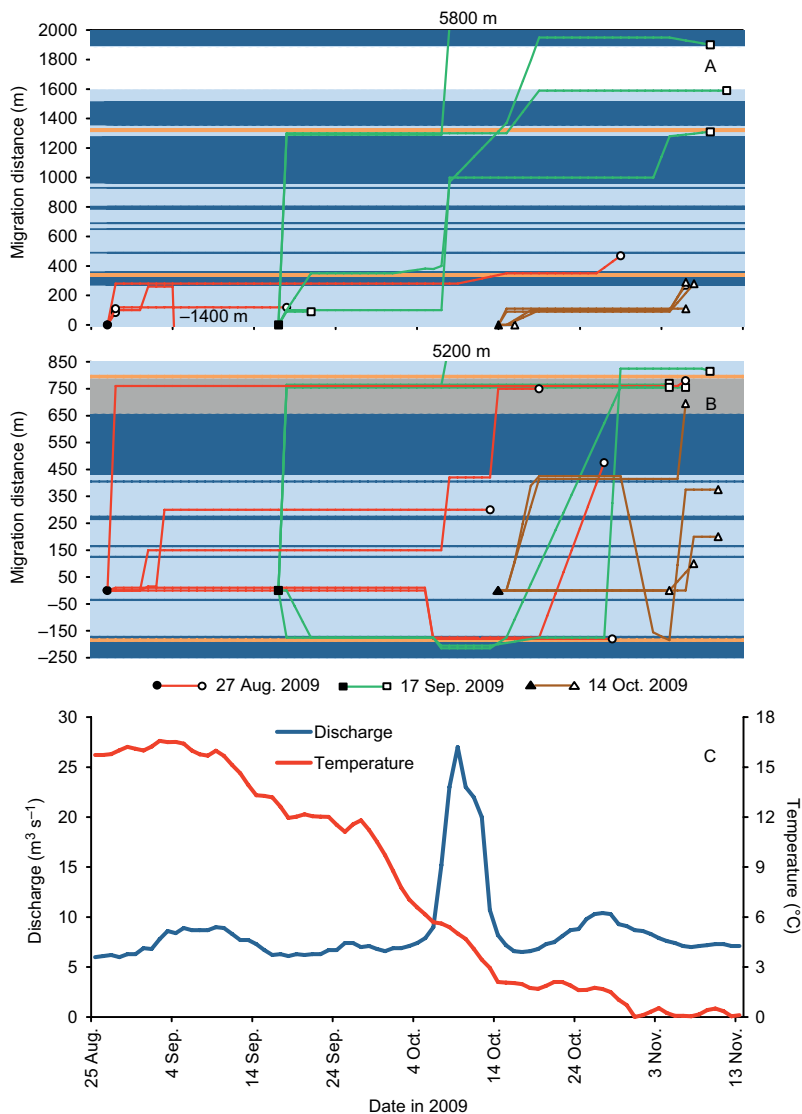 5800 m
2000
1800
1600
1400
1200
1000
800
600
400
200
0
Migration distance (m)
A
–1400 m
5200 m
850
750
650
550
450
350
250
150
50
–50
–150
–250
Migration distance (m)
B
27 Aug. 2009
17 Sep. 2009
14 Oct. 2009
30
25
20
15
10
5
0
Discharge (m³ s⁻¹)
Discharge
Temperature
C
18
15
12
9
6
3
0
Temperature (°C)
25 Aug.
4 Sep.
14 Sep.
24 Sep.
4 Oct.
14 Oct.
24 Oct.
3 Nov.
13 Nov.
Date in 2009